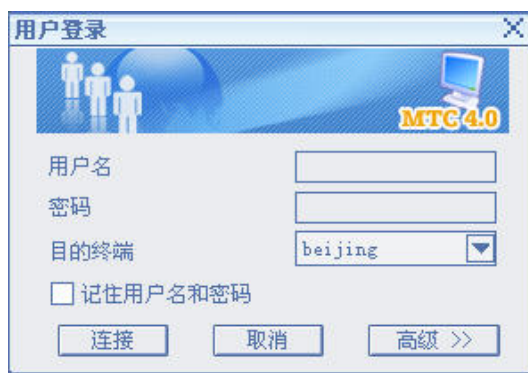 用户登录
MTC 4.0
用户名
密码
目的终端 beijing
记住用户名和密码
连接 取消 高级 >>